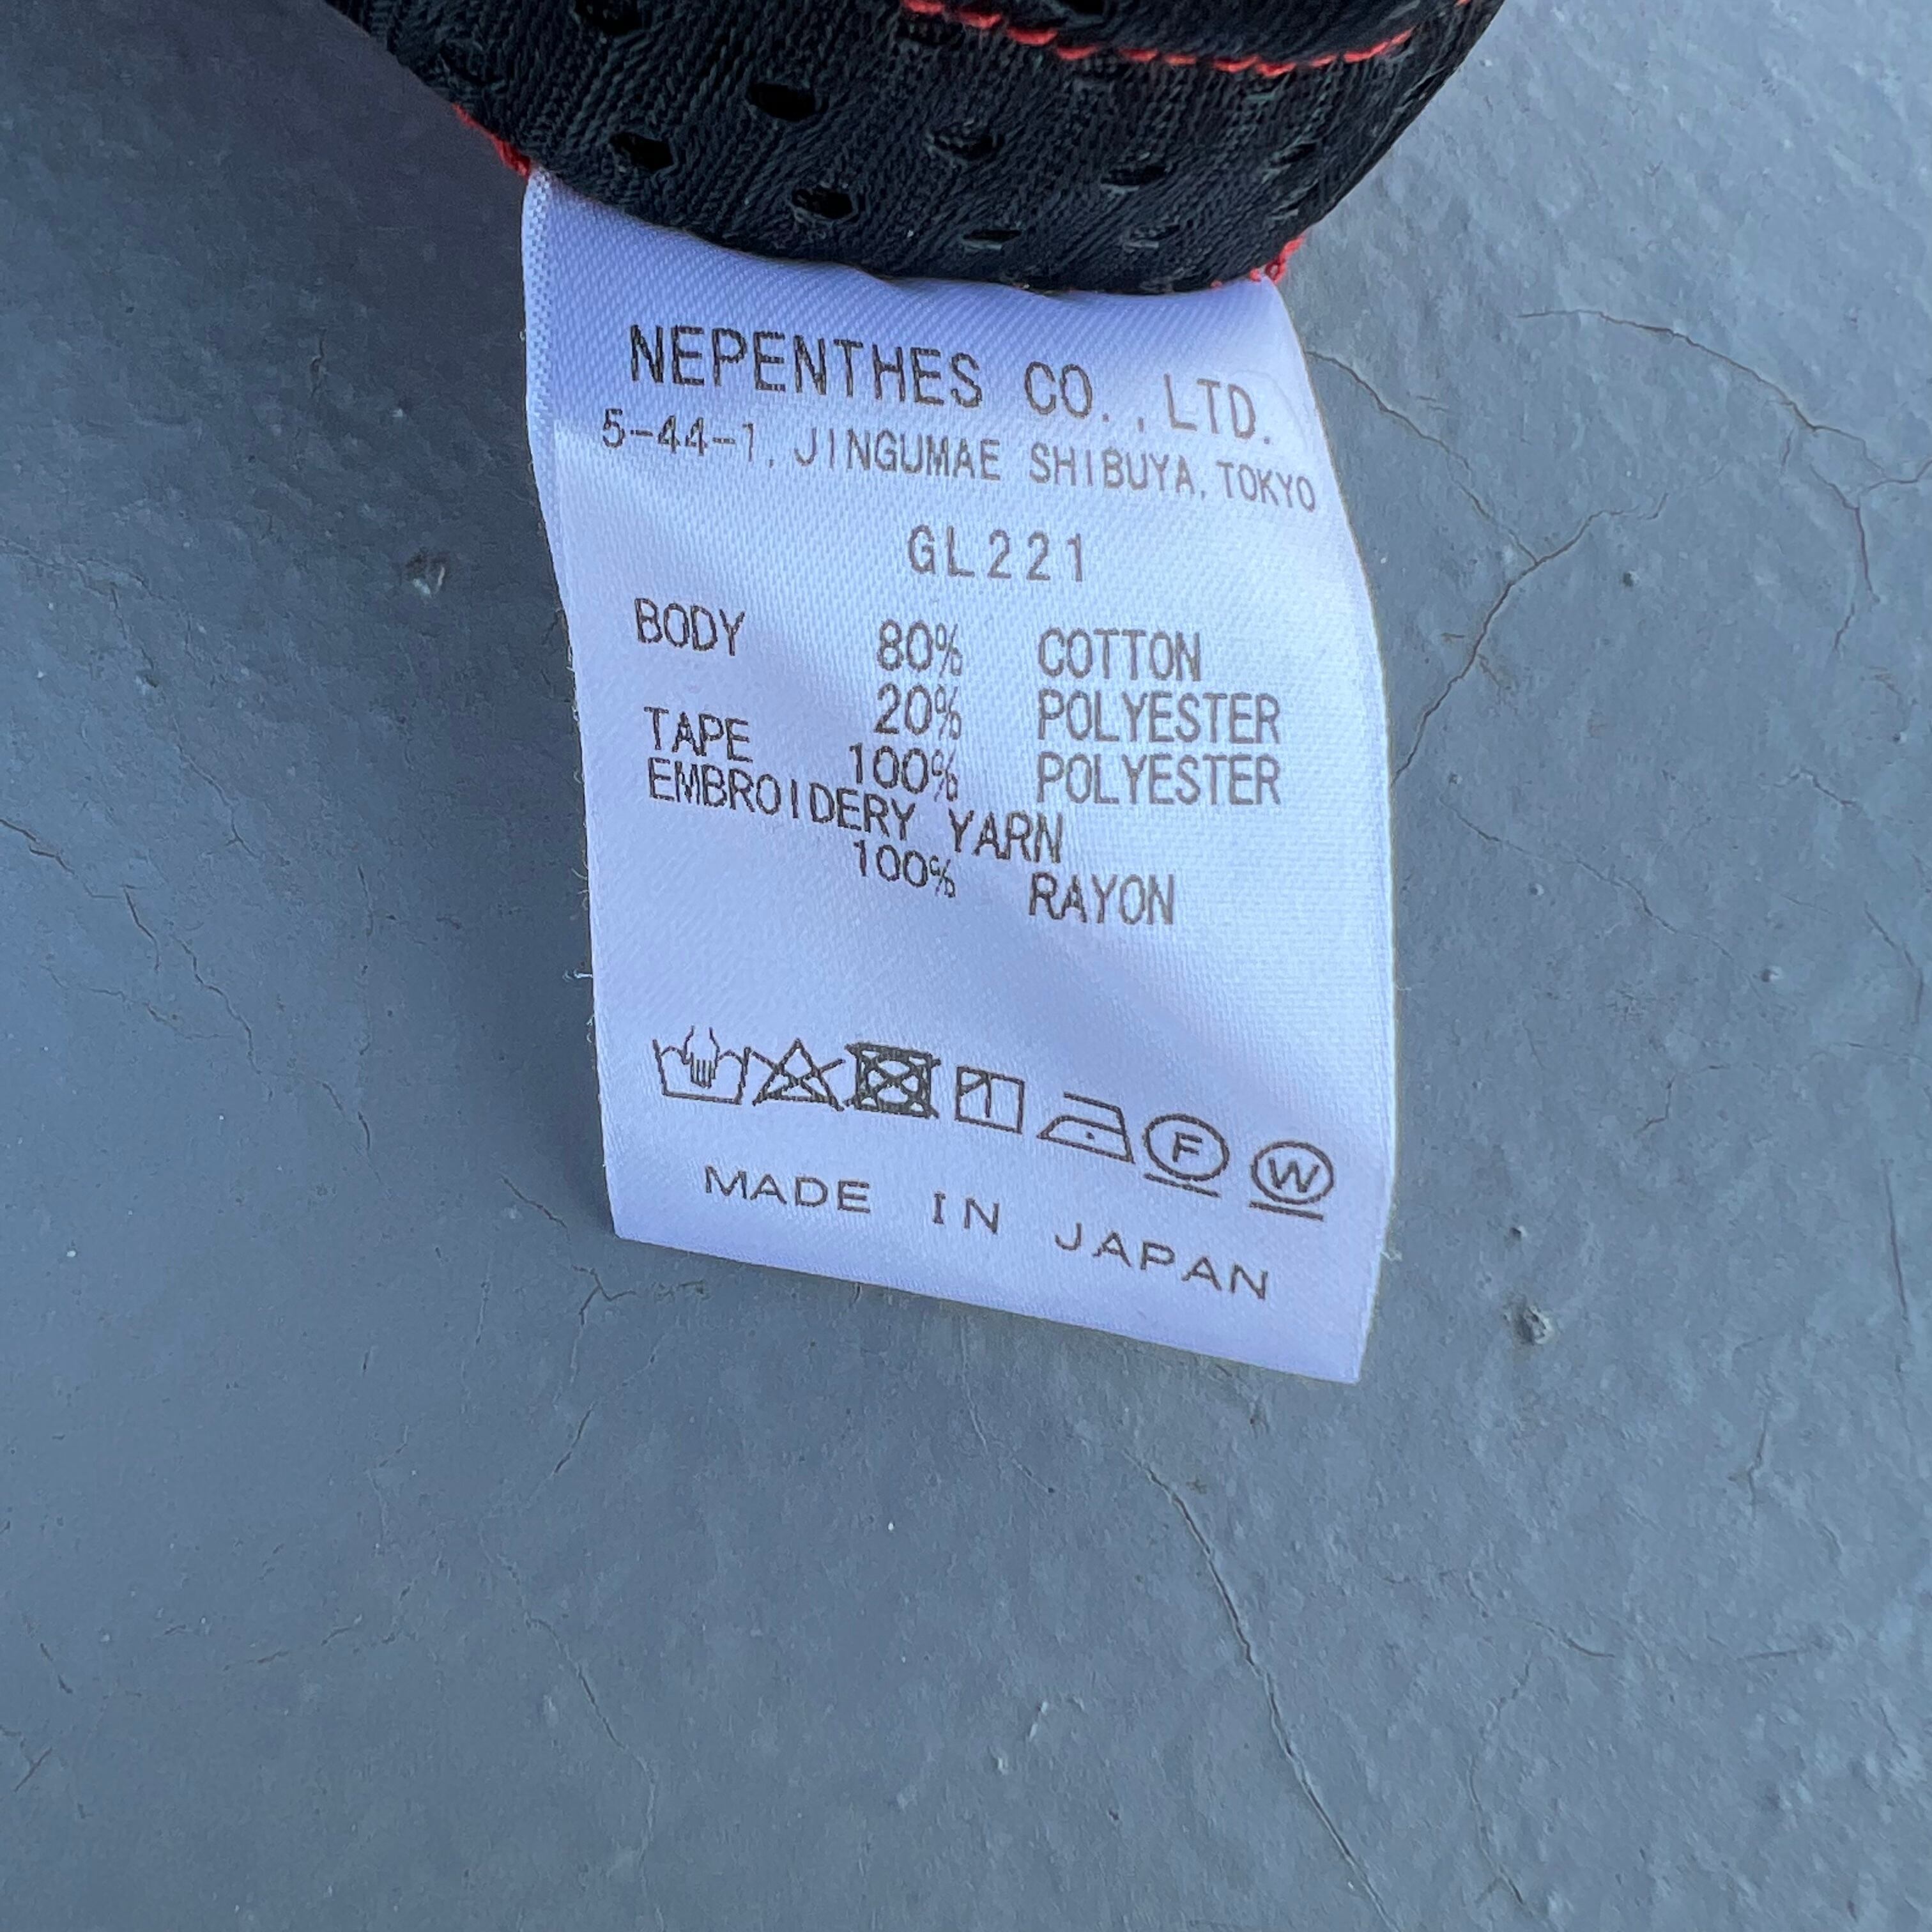 NEPENTHES CO.,LTD.
5-44-1, JINGUMAE SHIBUYA, TOKYO
GL221
BODY 80% COTTON
20% POLYESTER
TAPE 100% POLYESTER
EMBROIDERY YARN
100% RAYON
F W
MADE IN JAPAN